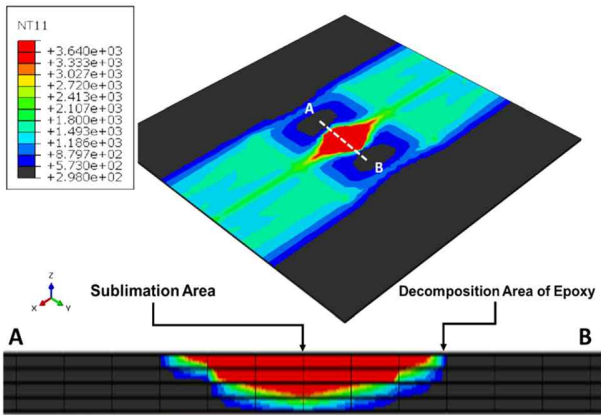 NT11
+3.640e+03
+3.333e+03
+3.027e+03
+2.720e+03
+2.413e+03
+2.107e+03
+1.800e+03
+1.493e+03
+1.186e+03
+8.797e+02
+5.730e+02
+2.980e+02
A
B
Z
X
Y
Sublimation Area
Decomposition Area of Epoxy
A
B